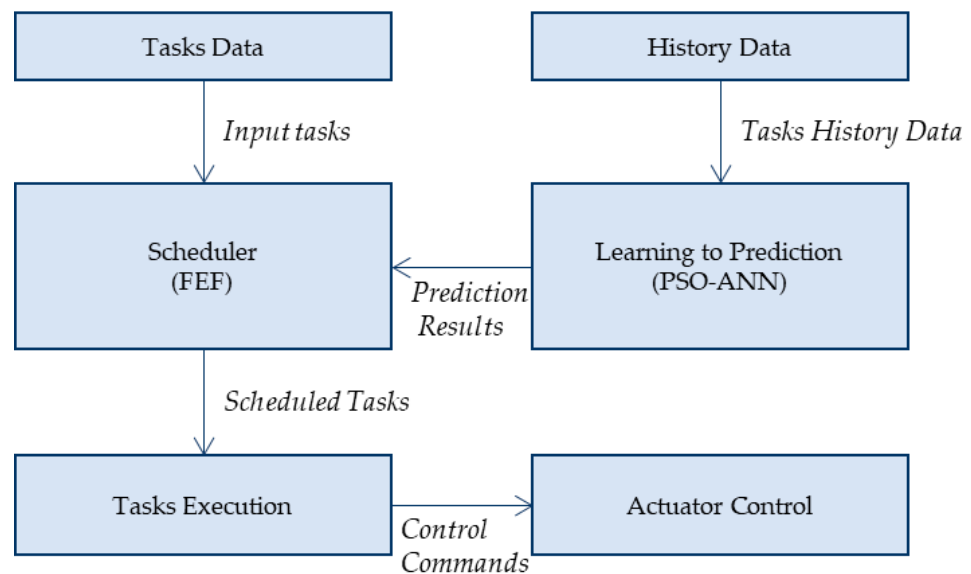 Tasks Data
History Data
Input tasks
Tasks History Data
Scheduler
(FEF)
Learning to Prediction
(PSO-ANN)
Prediction
Results
Scheduled Tasks
Tasks Execution
Actuator Control
Control
Commands